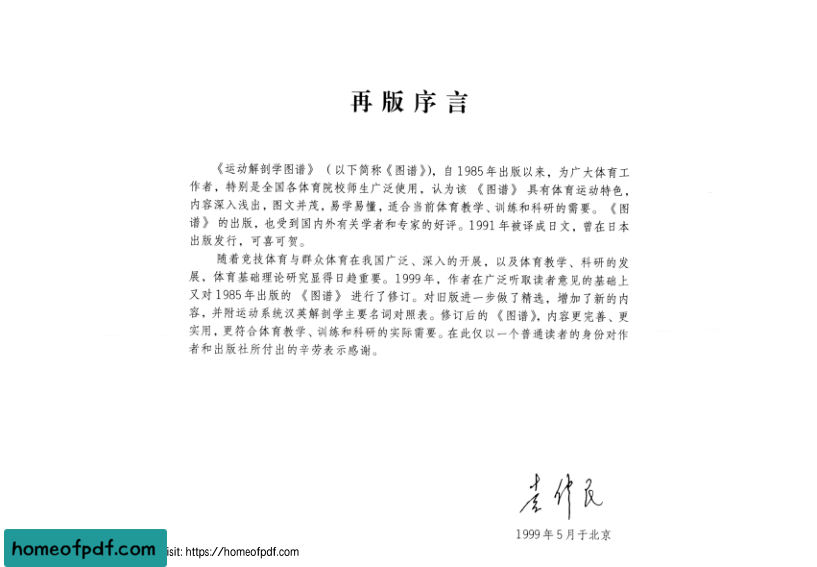 再版序言
《运动解剖学图谱》（以下简称《图谱》），自1985年出版以来，为广大体育工
作者，特别是全国各体育院校师生广泛使用，认为该《图谱》具有体育运动特色，
内容深入浅出，图文并茂，易学易懂，适合当前体育教学、训练和科研的需要。《图
谱》的出版，也受到国内外有关学者和专家的好评。1991年被译成日文，曾在日本
出版发行，可喜可贺。
随着竞技体育与群众体育在我国广泛、深入的开展，以及体育教学、科研的发
展，体育基础理论研究显得日趋重要。1999年，作者在广泛听取读者意见的基础上
又对1985年出版的《图谱》进行了修订。对旧版进一步做了精选，增加了新的内
容，并附运动系统汉英解剖学主要名词对照表。修订后的《图谱》，内容更完善、更
实用，更符合体育教学、训练和科研的实际需要。在此仅以一个普通读者的身份对作
者和出版社所付出的辛劳表示感谢。
袁伟民
1999年5月于北京
homeofpdf.com isit: https://homeofpdf.com